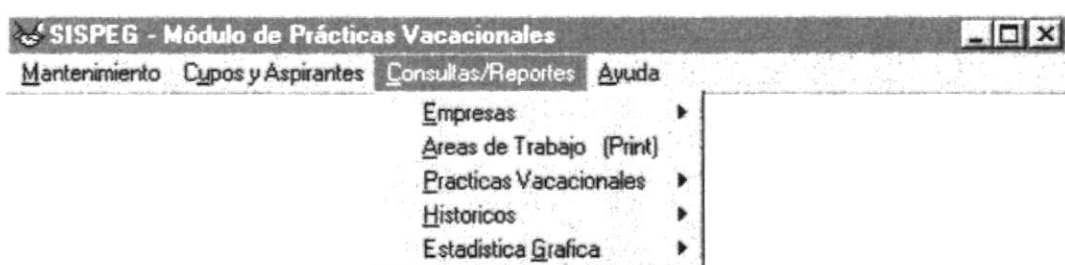 SISPEG - Módulo de Prácticas Vacacionales
Mantenimiento Cupos y Aspirantes Consultas/Reportes Ayuda
Empresas
Areas de Trabajo (Print)
Practicas Vacacionales
Historicos
Estadistica Grafica